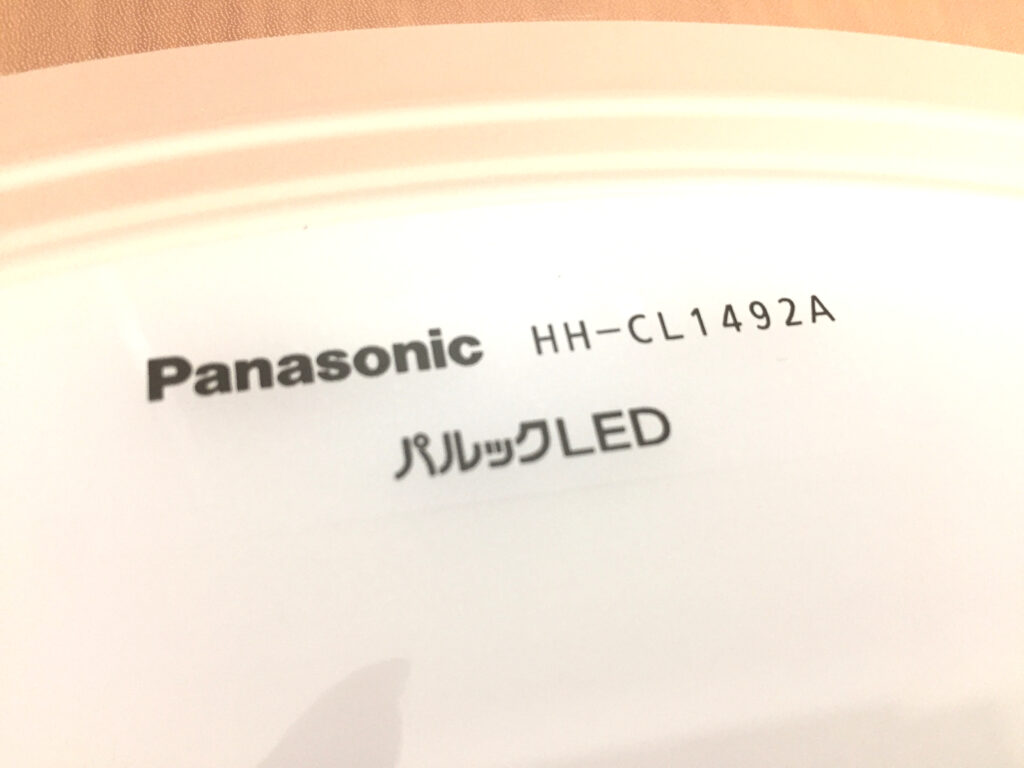 Panasonic HH-CL1492A
パルックLED